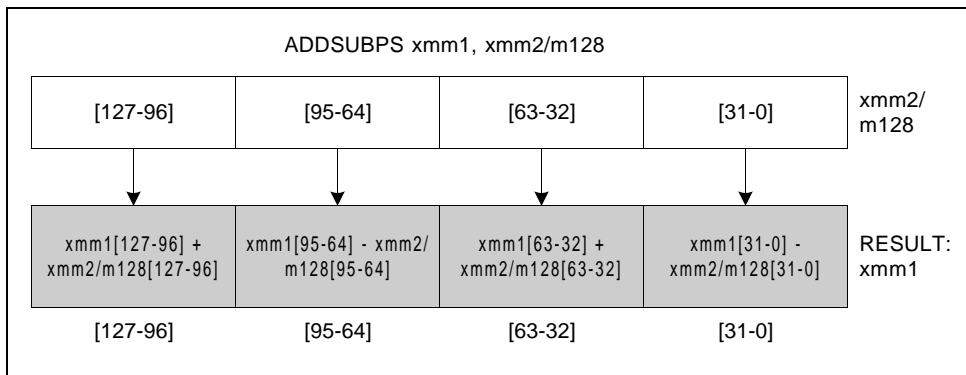 ADDSUBPS xmm1, xmm2/m128
[127-96] [95-64] [63-32] [31-0] xmm2/
m128
xmm1[127-96] +
xmm2/m128[127-96]
xmm1[95-64] - xmm2/
m128[95-64]
xmm1[63-32] +
xmm2/m128[63-32]
xmm1[31-0] -
xmm2/m128[31-0]
RESULT:
xmm1
[127-96] [95-64] [63-32] [31-0]